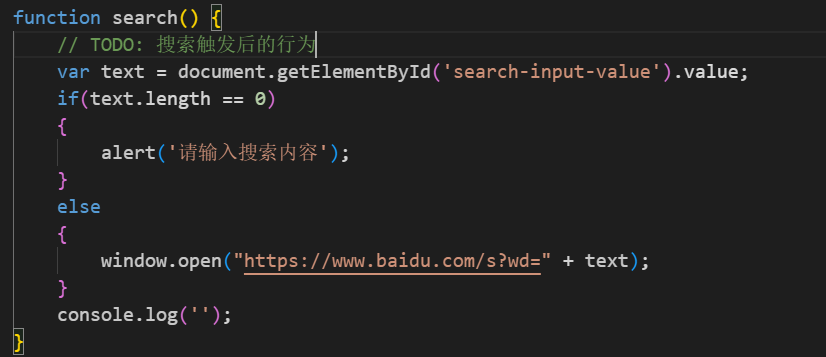 function search() {
// TODO: 搜索触发后的行为
var text = document.getElementById('search-input-value').value;
if(text.length == 0)
{
alert('请输入搜索内容');
}
else
{
window.open("https://www.baidu.com/s?wd=" + text);
}
console.log('');
}